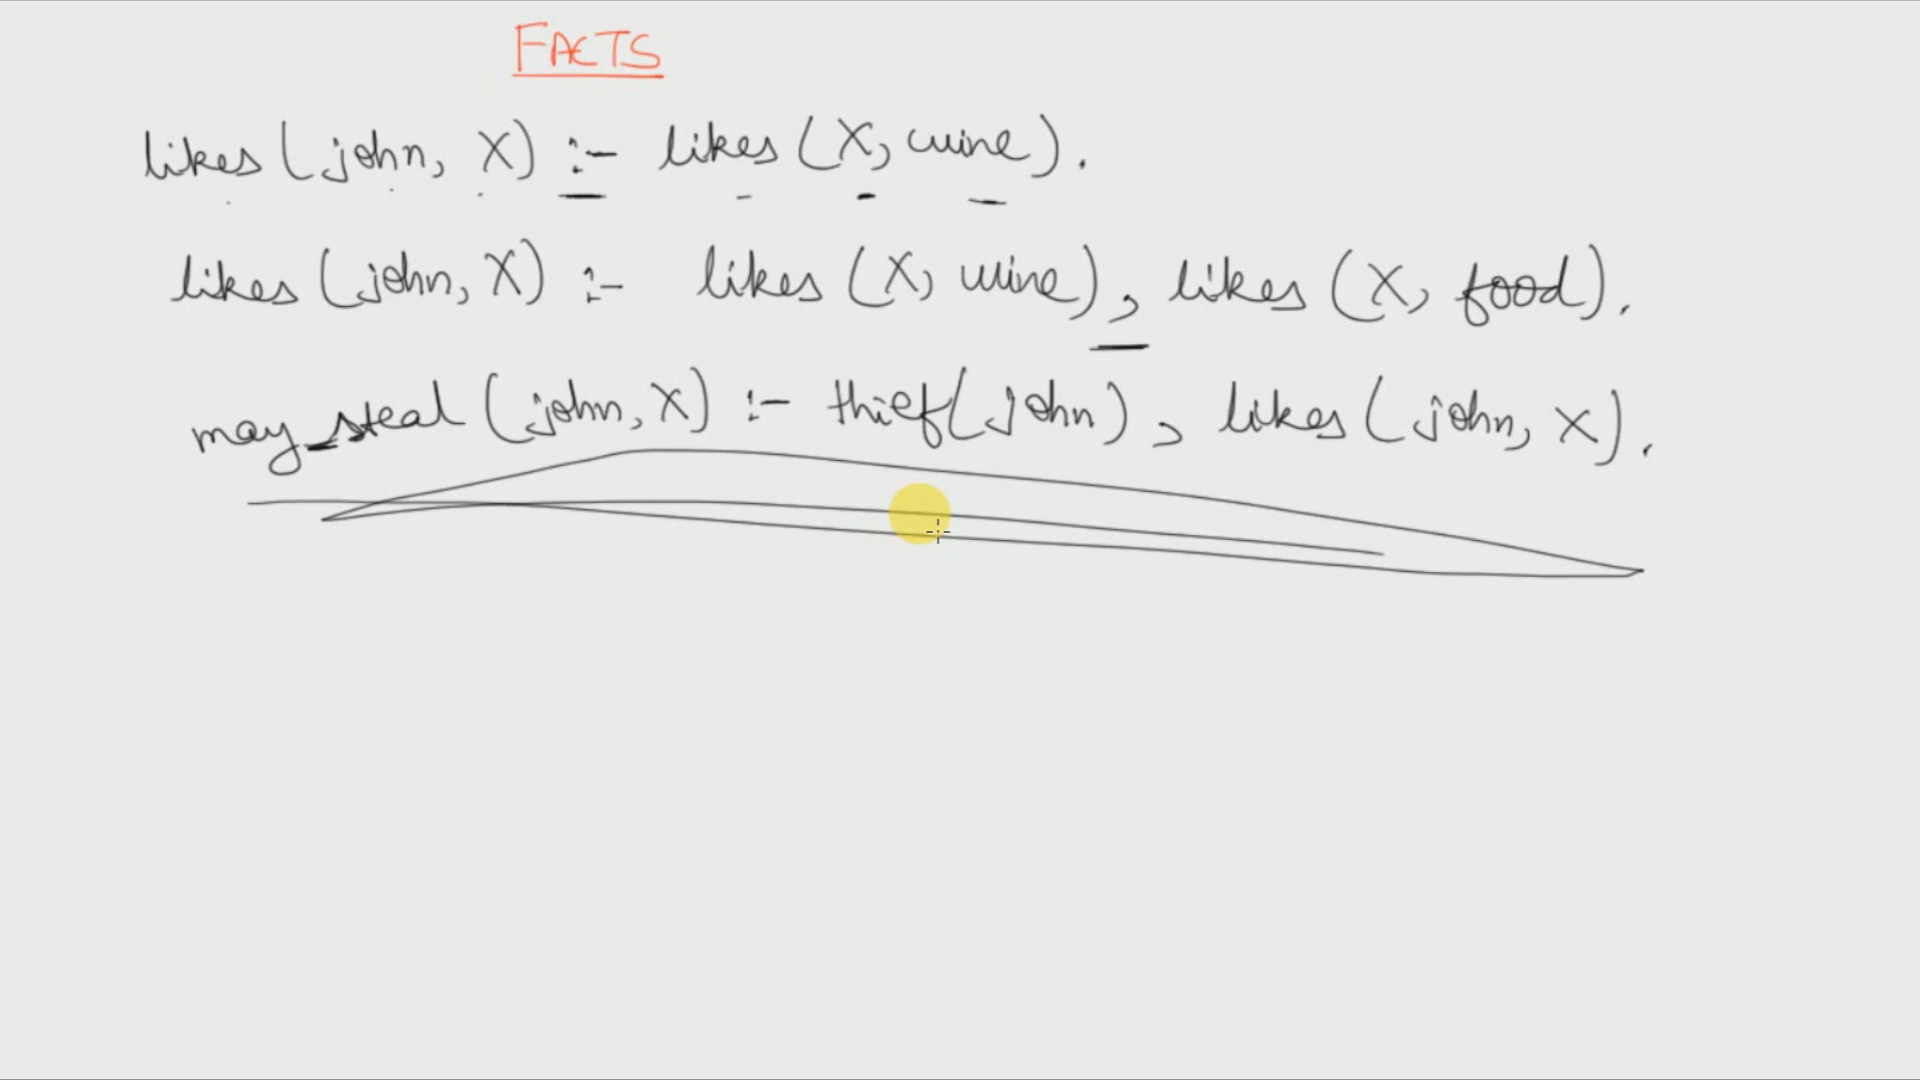 FACTS
likes(john, X) :- likes(X, wine).
likes(john, X) :- likes(X, wine), likes(X, food).
may_steal(john, X) :- thief(john), likes(john, X).